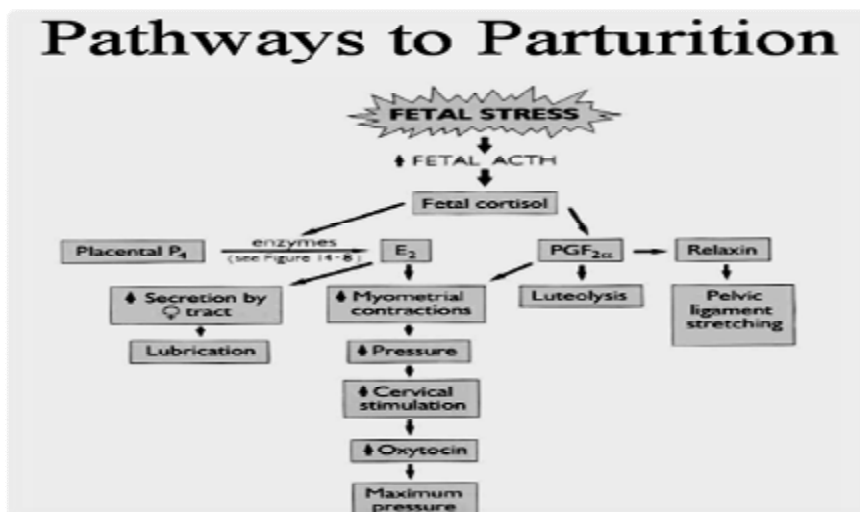 Pathways to Parturition
FETAL STRESS
↑ FETAL ACTH
Fetal cortisol
Placental P₄
enzymes
(see Figure 14-8)
E₂
PGF₂α
Relaxin
↑ Secretion by
♀ tract
↑ Myometrial
contractions
Luteolysis
Pelvic
ligament
stretching
Lubrication
↑ Pressure
↑ Cervical
stimulation
↑ Oxytocin
Maximum
pressure